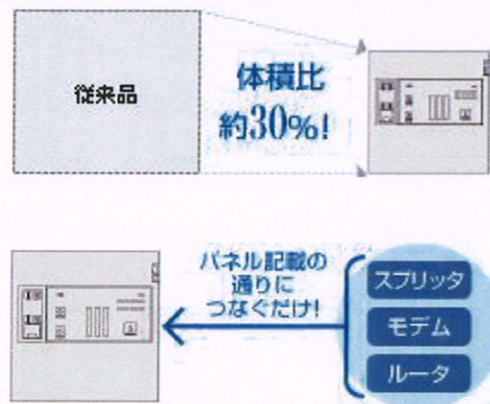 従来品
体積比
約30%!
パネル記載の
通りに
つなぐだけ!
スプリッタ
モデム
ルータ